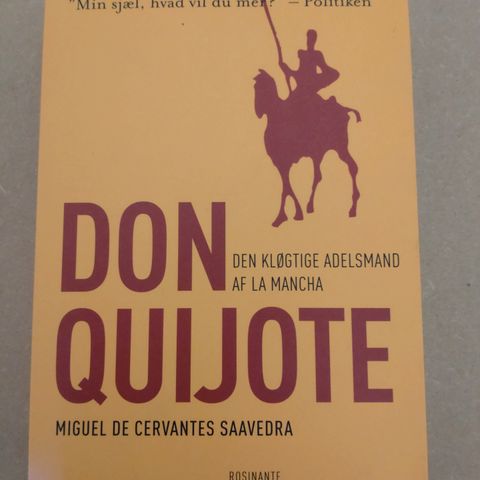 "Min sjæl, hvad vil du mer?" — Politiken
DON
DEN KLØGTIGE ADELSMAND
AF LA MANCHA
QUIJOTE
MIGUEL DE CERVANTES SAAVEDRA
ROSINANTE